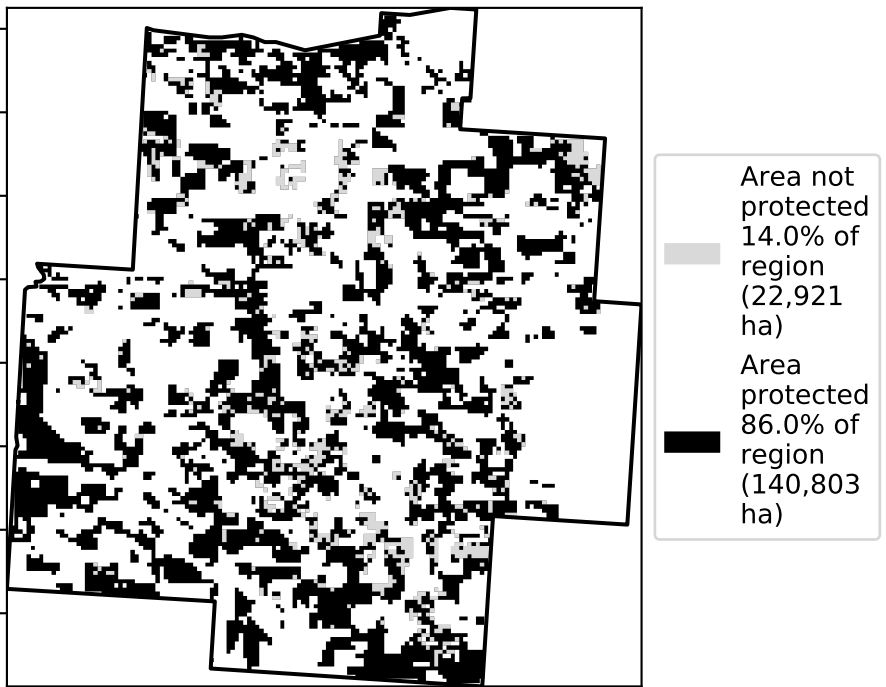 Area not
protected
14.0% of
region
(22,921
ha)
Area
protected
86.0% of
region
(140,803
ha)